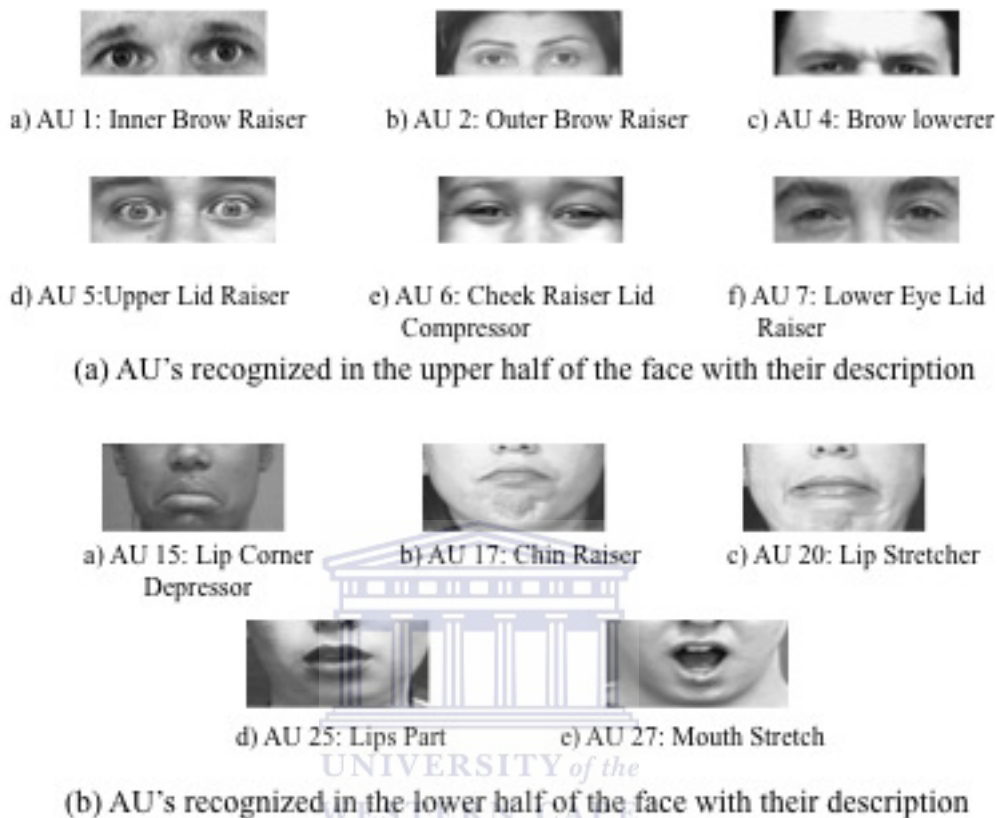 a) AU 1: Inner Brow Raiser
b) AU 2: Outer Brow Raiser
c) AU 4: Brow lowerer
d) AU 5:Upper Lid Raiser
e) AU 6: Cheek Raiser Lid
Compressor
f) AU 7: Lower Eye Lid
Raiser
(a) AU's recognized in the upper half of the face with their description
a) AU 15: Lip Corner
Depressor
b) AU 17: Chin Raiser
c) AU 20: Lip Stretcher
d) AU 25: Lips Part
e) AU 27: Mouth Stretch
UNIVERSITY of the
(b) AU's recognized in the lower half of the face with their description
WESTERN CAPE